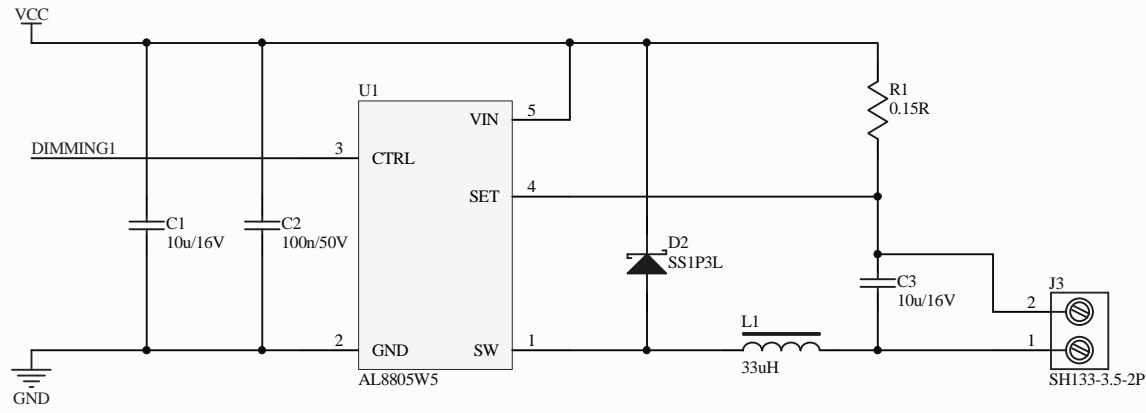 VCC
U1
R1
0.15R
VIN
5
DIMMING1
3
CTRL
SET
4
C1
10u/16V
C2
100n/50V
D2
SS1P3L
C3
10u/16V
J3
2
L1
33uH
1
2
GND
SW
1
AL8805W5
SH133-3.5-2P
GND